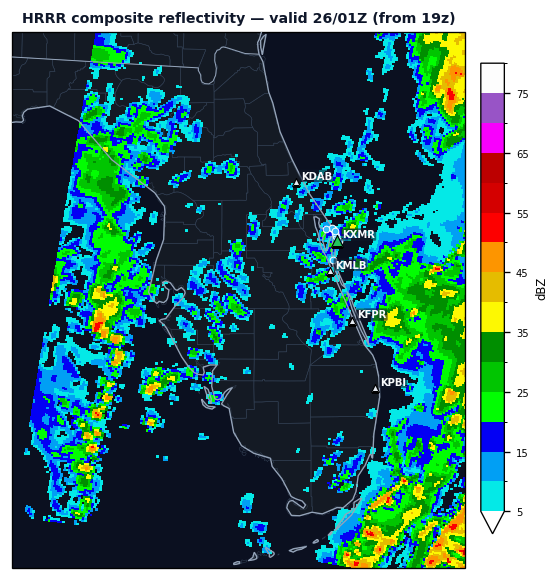 HRRR composite reflectivity — valid 26/01Z (from 19z)
KDAB
KXMR
KMLB
KFPR
KPBI
75
65
55
45
35
25
15
5
dBZ